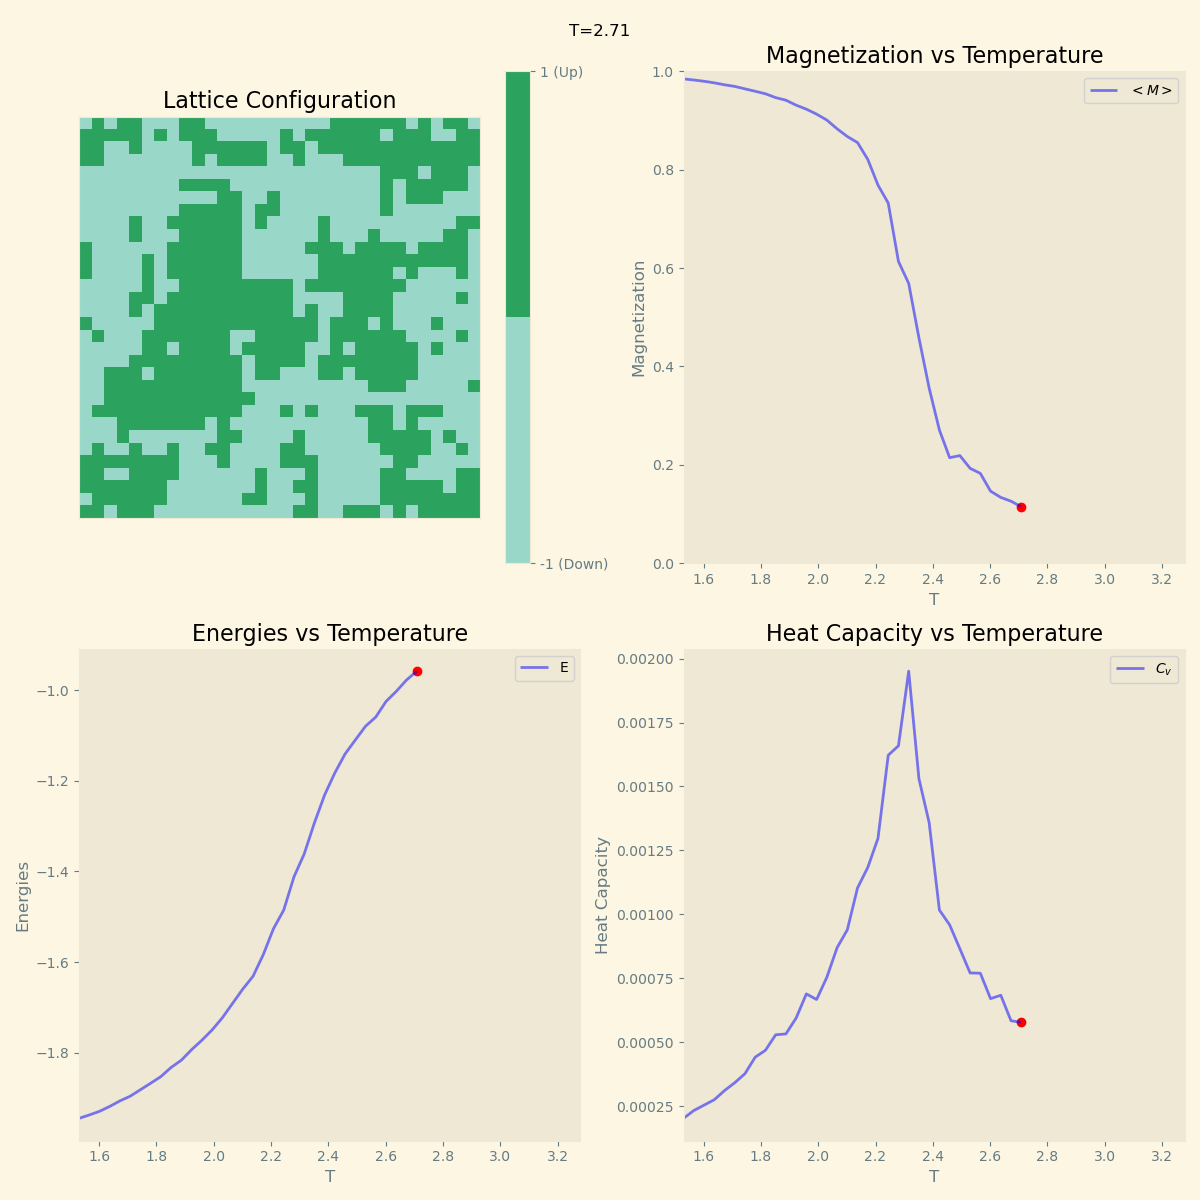 T=2.71
Lattice Configuration
1 (Up)
-1 (Down)
Magnetization vs Temperature
<M>
Magnetization
1.0
0.8
0.6
0.4
0.2
0.0
1.6 1.8 2.0 2.2 2.4 2.6 2.8 3.0 3.2
T
Energies vs Temperature
E
Energies
−1.0
−1.2
−1.4
−1.6
−1.8
1.6 1.8 2.0 2.2 2.4 2.6 2.8 3.0 3.2
T
Heat Capacity vs Temperature
Cv
Heat Capacity
0.00200
0.00175
0.00150
0.00125
0.00100
0.00075
0.00050
0.00025
1.6 1.8 2.0 2.2 2.4 2.6 2.8 3.0 3.2
T